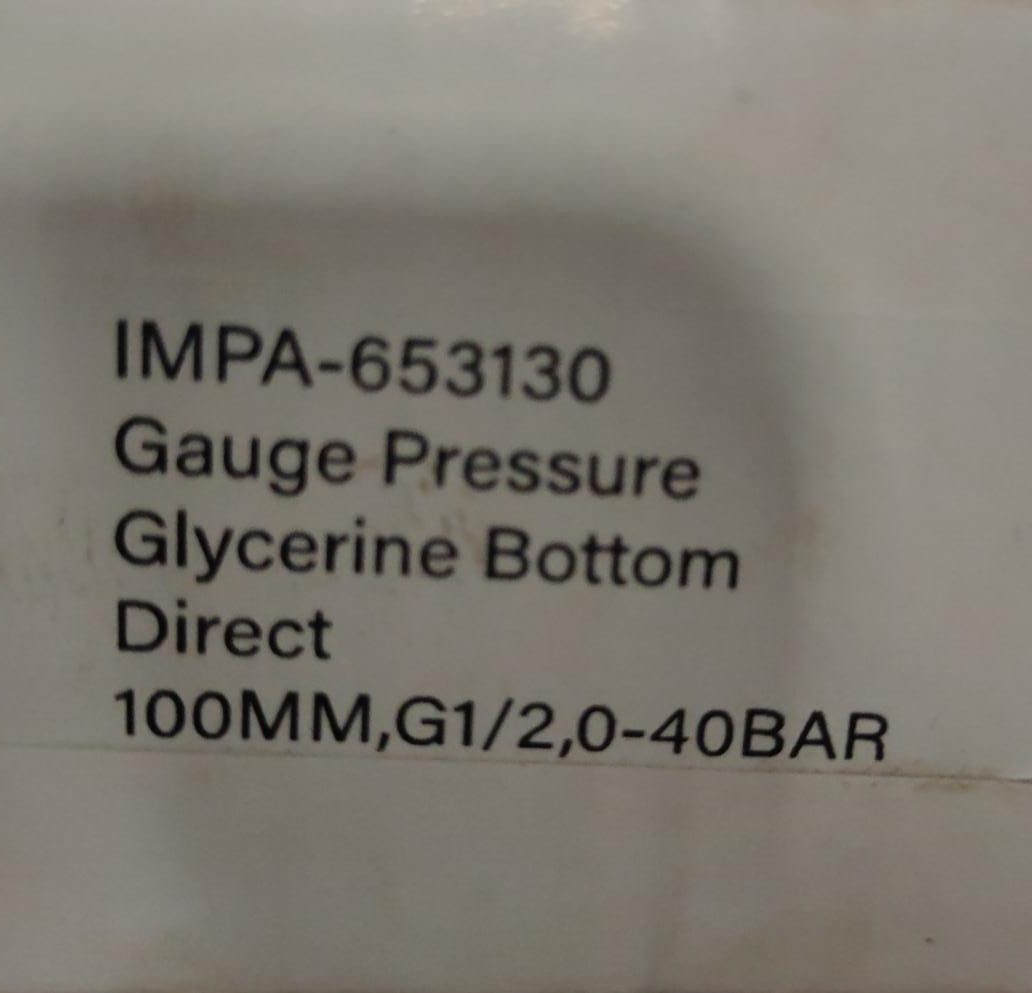 IMPA-653130
Gauge Pressure
Glycerine Bottom
Direct
100MM,G1/2,0-40BAR